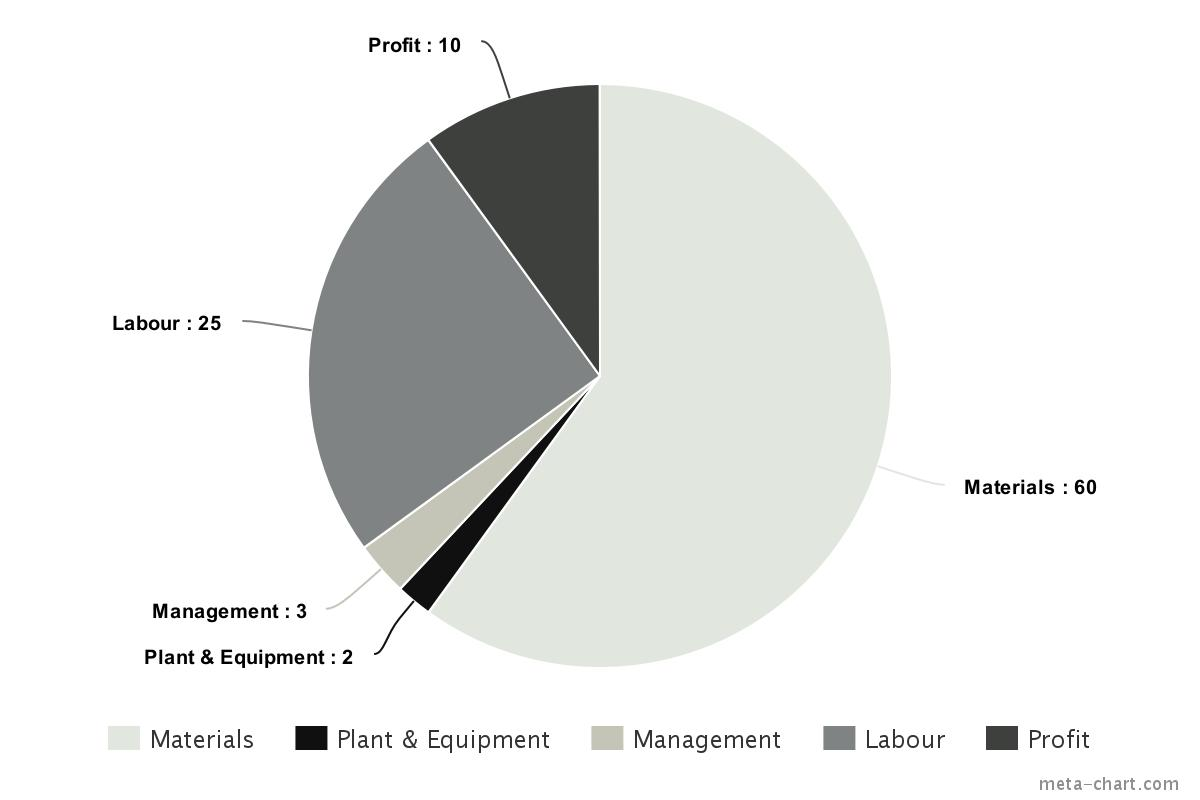 Profit : 10
Labour : 25
Materials : 60
Management : 3
Plant & Equipment : 2
Materials Plant & Equipment Management Labour Profit
meta-chart.com